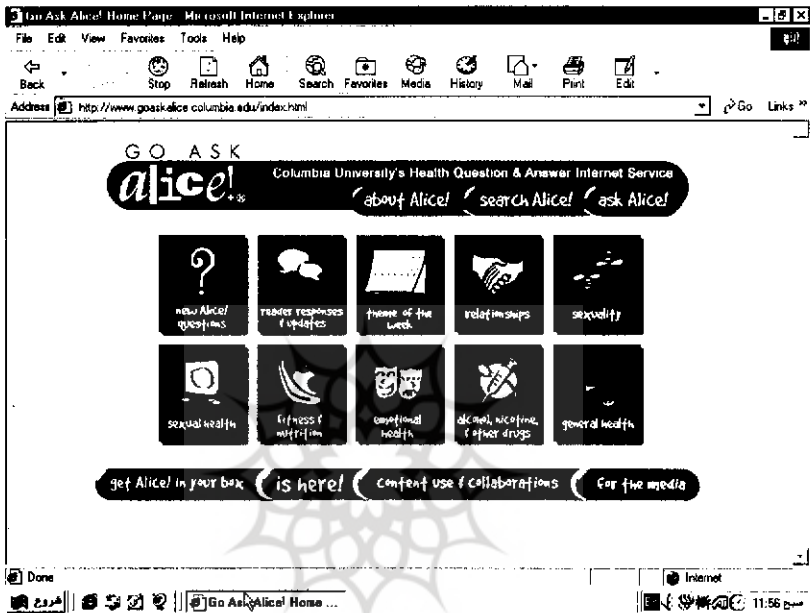 Go Ask Alice! Home Page - Microsoft Internet Explorer
File Edit View Favorites Tools Help
Back Stop Refresh Home Search Favorites Media History Mail Print Edit
Address http://www.goaskalice.columbia.edu/index.html Go Links »
GO ASK
alice!®
Columbia University's Health Question & Answer Internet Service
about Alice! search Alice! ask Alice!
new Alice! questions
reader responses & updates
theme of the week
relationships
sexuality
sexual health
fitness & nutrition
emotional health
alcohol, nicotine, & other drugs
general health
get Alice! in your box is here! content use & collaborations for the media
Done Internet
Go Ask Alice! Home ... 11:56